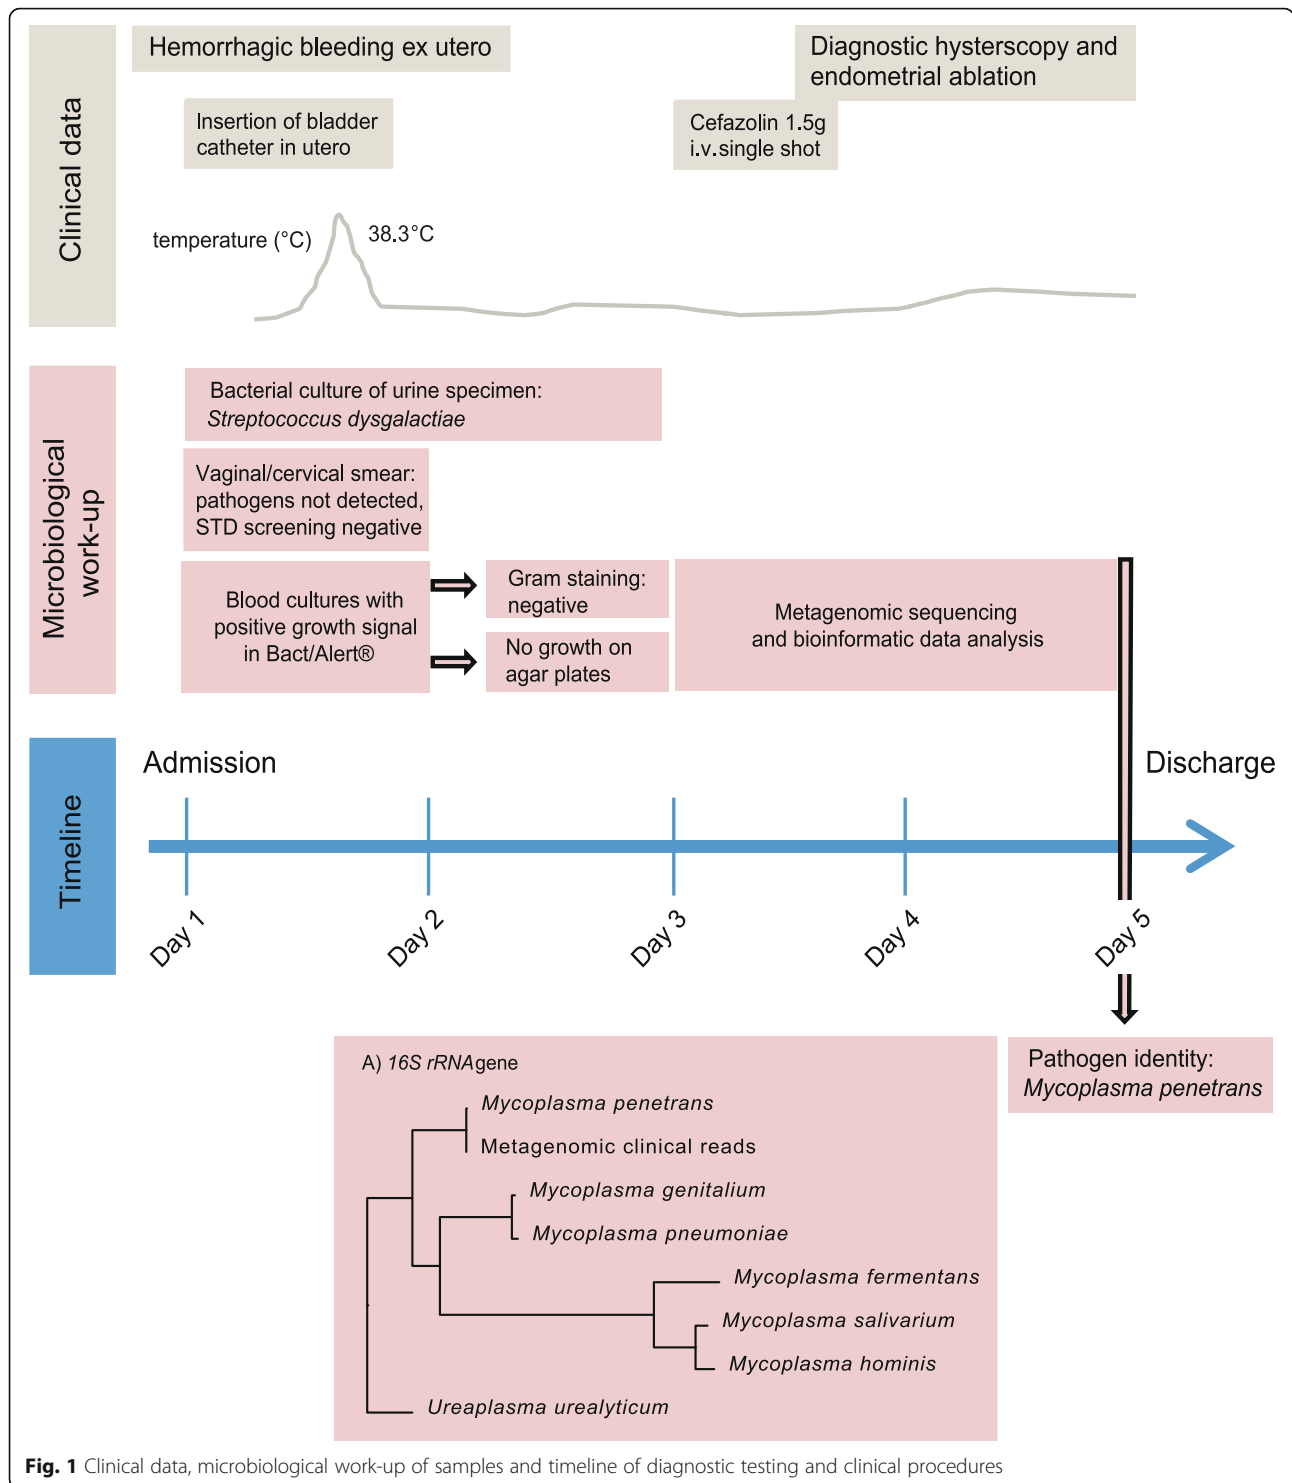 Clinical data
Hemorrhagic bleeding ex utero
Diagnostic hysterscopy and
endometrial ablation
Insertion of bladder
catheter in utero
Cefazolin 1.5g
i.v.single shot
temperature (°C)
38.3°C
Microbiological
work-up
Bacterial culture of urine specimen:
Streptococcus dysgalactiae
Vaginal/cervical smear:
pathogens not detected,
STD screening negative
Blood cultures with
positive growth signal
in Bact/Alert®
Gram staining:
negative
No growth on
agar plates
Metagenomic sequencing
and bioinformatic data analysis
Timeline
Admission
Discharge
Day 1
Day 2
Day 3
Day 4
Day 5
Pathogen identity:
Mycoplasma penetrans
A) 16S rRNAgene
Mycoplasma penetrans
Metagenomic clinical reads
Mycoplasma genitalium
Mycoplasma pneumoniae
Mycoplasma fermentans
Mycoplasma salivarium
Mycoplasma hominis
Ureaplasma urealyticum
Fig. 1 Clinical data, microbiological work-up of samples and timeline of diagnostic testing and clinical procedures